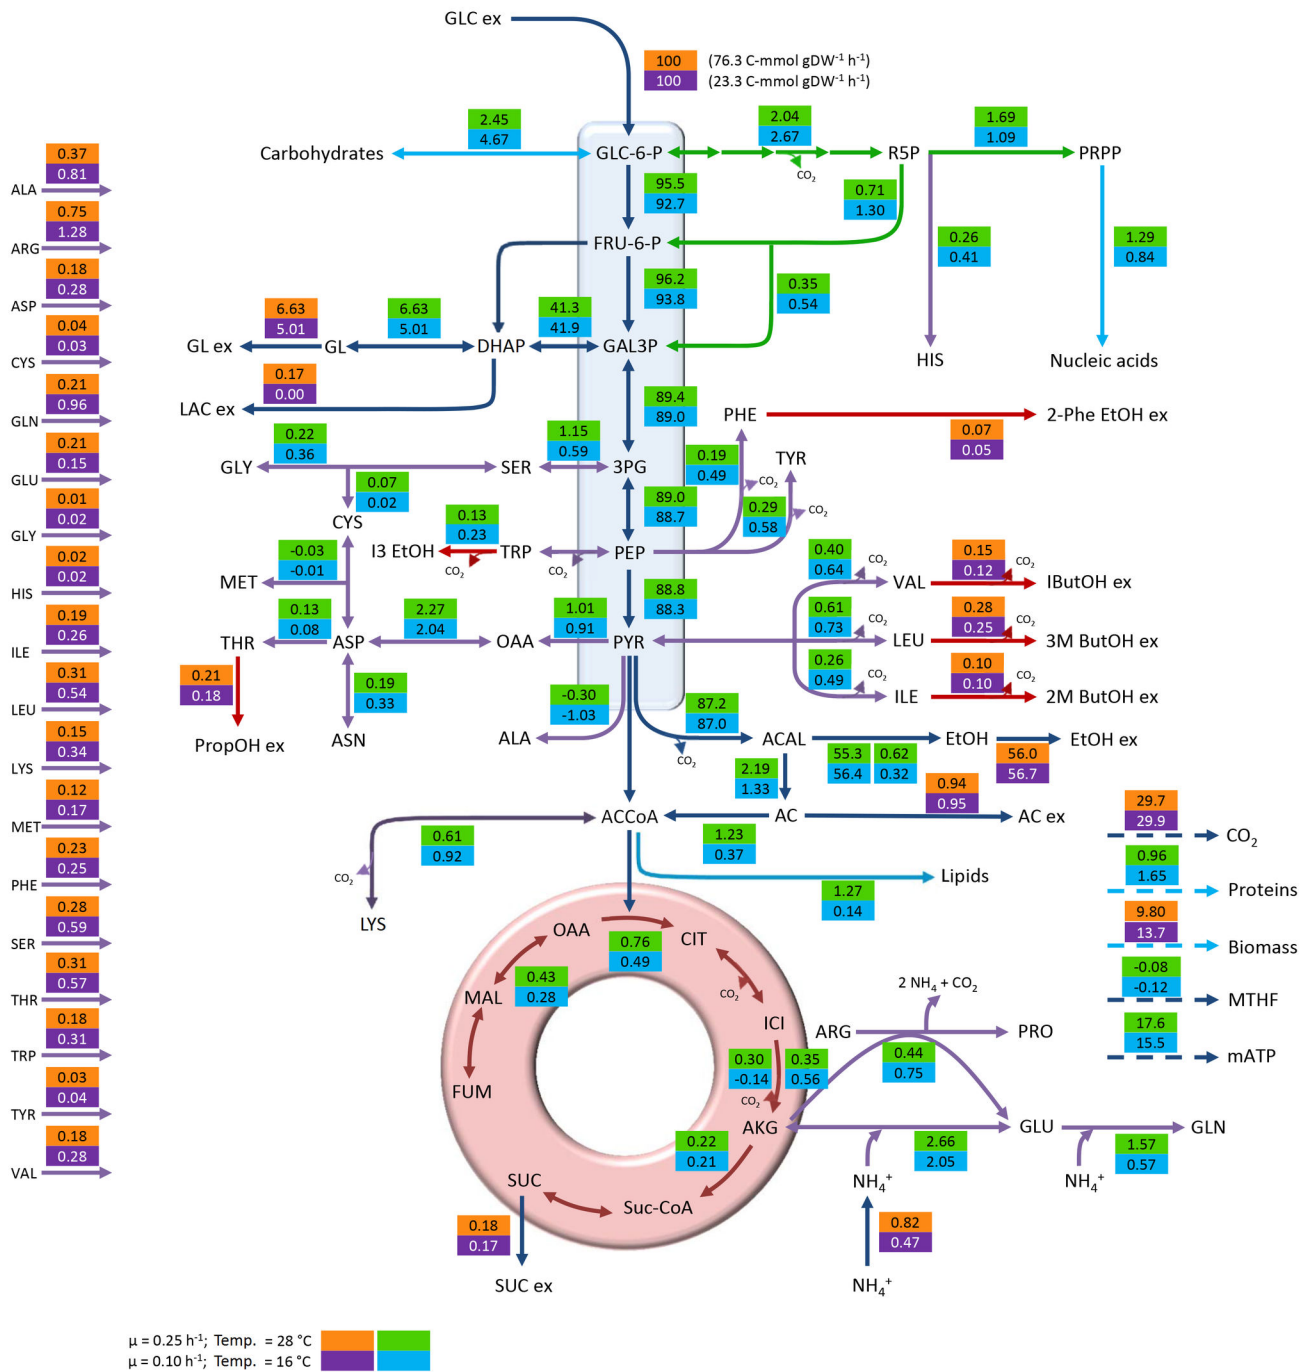 GLC ex
100 (76.3 C-mmol gDW⁻¹ h⁻¹)
100 (23.3 C-mmol gDW⁻¹ h⁻¹)
2.45
4.67
2.04
2.67
1.69
1.09
Carbohydrates
GLC-6-P
CO₂
R5P
PRPP
95.5
92.7
0.71
1.30
FRU-6-P
0.26
0.41
1.29
0.84
96.2
93.8
0.35
0.54
6.63
5.01
6.63
5.01
41.3
41.9
GL ex
GL
DHAP
GAL3P
HIS
Nucleic acids
0.17
0.00
LAC ex
89.4
89.0
PHE
2-Phe EtOH ex
0.07
0.05
0.22
0.36
1.15
0.59
GLY
SER
3PG
0.19
0.49
TYR
CO₂
0.07
0.02
CYS
89.0
88.7
0.29
0.58
CO₂
0.13
0.23
I3 EtOH
CO₂
TRP
CO₂
PEP
-0.03
-0.01
MET
88.8
88.3
0.40
0.64
CO₂
VAL
0.15
0.12
CO₂
IButOH ex
0.13
0.08
2.27
2.04
1.01
0.91
THR
ASP
OAA
PYR
0.61
0.73
CO₂
LEU
0.28
0.25
CO₂
3M ButOH ex
0.26
0.49
CO₂
ILE
0.10
0.10
CO₂
2M ButOH ex
0.21
0.18
PropOH ex
0.19
0.33
ASN
-0.30
-1.03
ALA
87.2
87.0
CO₂
ACAL
EtOH
EtOH ex
55.3
56.4
0.62
0.32
56.0
56.7
2.19
1.33
AC
0.94
0.95
AC ex
ACCoA
1.23
0.37
0.61
0.92
CO₂
LYS
Lipids
1.27
0.14
OAA
CIT
0.76
0.49
0.43
0.28
MAL
CO₂
ICI
FUM
0.30
-0.14
0.35
0.56
CO₂
AKG
0.22
0.21
Suc-CoA
SUC
0.18
0.17
SUC ex
2 NH₄ + CO₂
ARG
PRO
0.44
0.75
GLU
GLN
2.66
2.05
1.57
0.57
NH₄⁺
NH₄⁺
0.82
0.47
NH₄⁺
0.37
0.81
ALA
0.75
1.28
ARG
0.18
0.28
ASP
0.04
0.03
CYS
0.21
0.96
GLN
0.21
0.15
GLU
0.01
0.02
GLY
0.02
0.02
HIS
0.19
0.26
ILE
0.31
0.54
LEU
0.15
0.34
LYS
0.12
0.17
MET
0.23
0.25
PHE
0.28
0.59
SER
0.31
0.57
THR
0.18
0.31
TRP
0.03
0.04
TYR
0.18
0.28
VAL
29.7
29.9
CO₂
0.96
1.65
Proteins
9.80
13.7
Biomass
-0.08
-0.12
MTHF
17.6
15.5
mATP
μ = 0.25 h⁻¹; Temp. = 28 °C
μ = 0.10 h⁻¹; Temp. = 16 °C